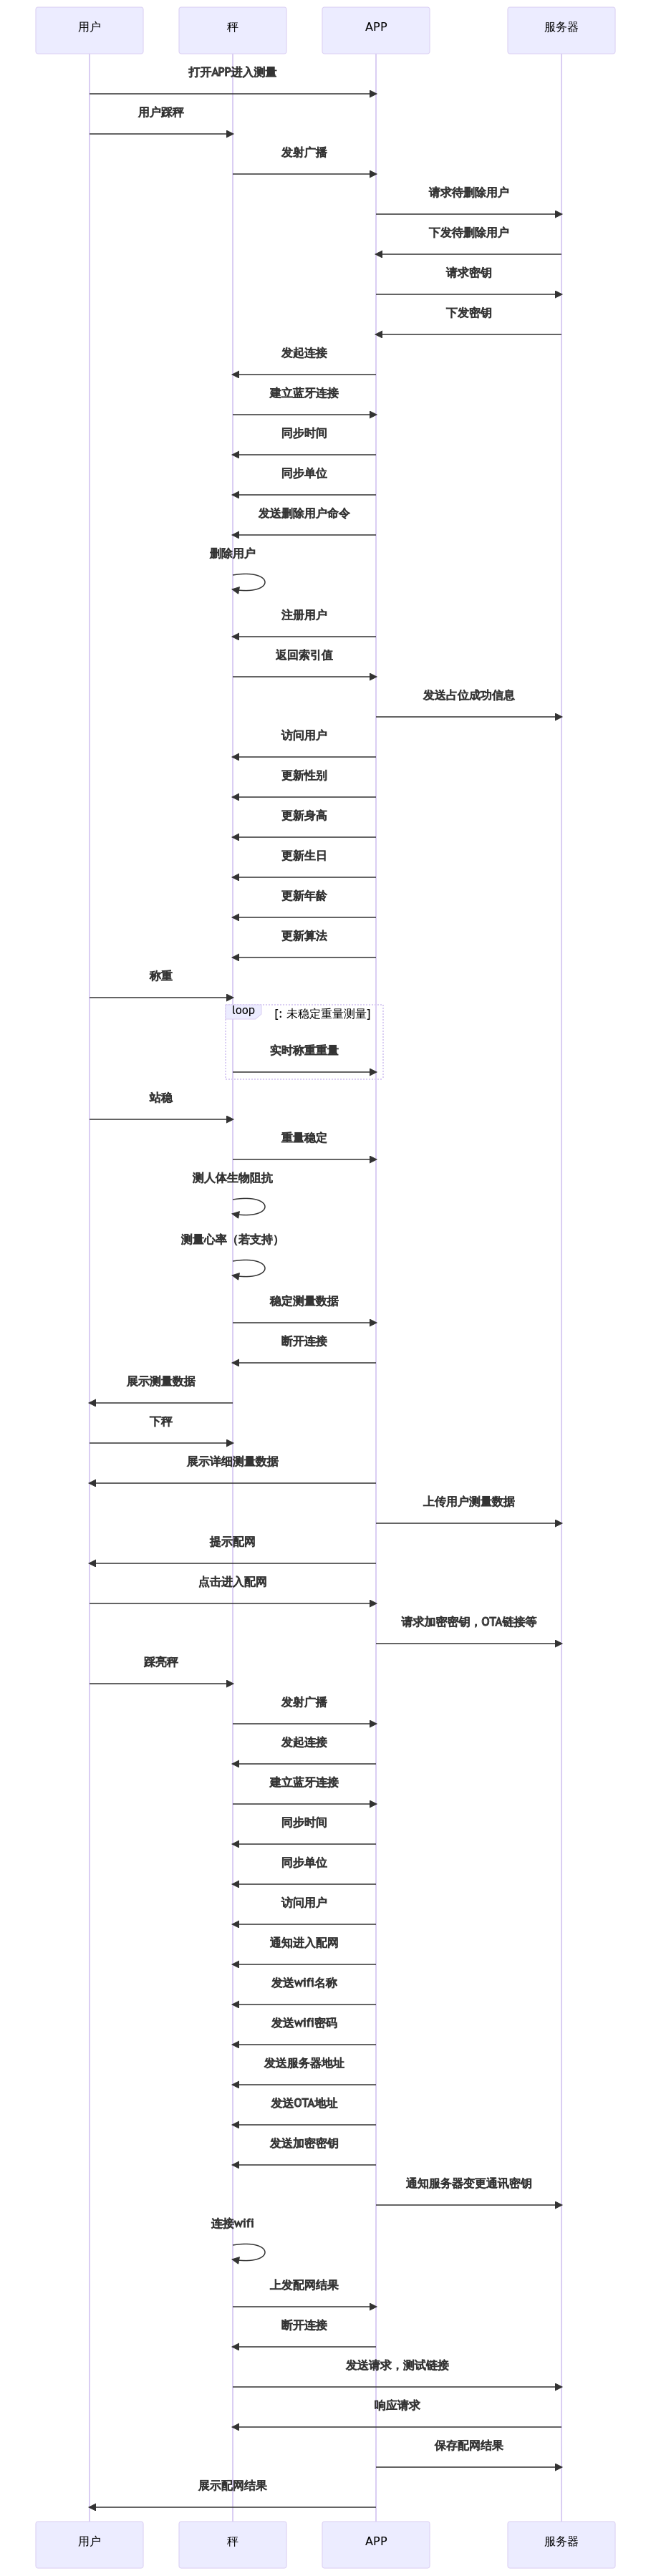 用户
秤
APP
服务器
打开APP进入测量
用户踩秤
发射广播
请求待删除用户
下发待删除用户
请求密钥
下发密钥
发起连接
建立蓝牙连接
同步时间
同步单位
发送删除用户命令
删除用户
注册用户
返回索引值
发送占位成功信息
访问用户
更新性别
更新身高
更新生日
更新年龄
更新算法
称重
loop [: 未稳定重量测量]
实时称重重量
站稳
重量稳定
测人体生物阻抗
测量心率（若支持）
稳定测量数据
断开连接
展示测量数据
下秤
展示详细测量数据
上传用户测量数据
提示配网
点击进入配网
请求加密密钥，OTA链接等
踩亮秤
发射广播
发起连接
建立蓝牙连接
同步时间
同步单位
访问用户
通知进入配网
发送wifi名称
发送wifi密码
发送服务器地址
发送OTA地址
发送加密密钥
通知服务器变更通讯密钥
连接wifi
上发配网结果
断开连接
发送请求，测试链接
响应请求
保存配网结果
展示配网结果
用户
秤
APP
服务器